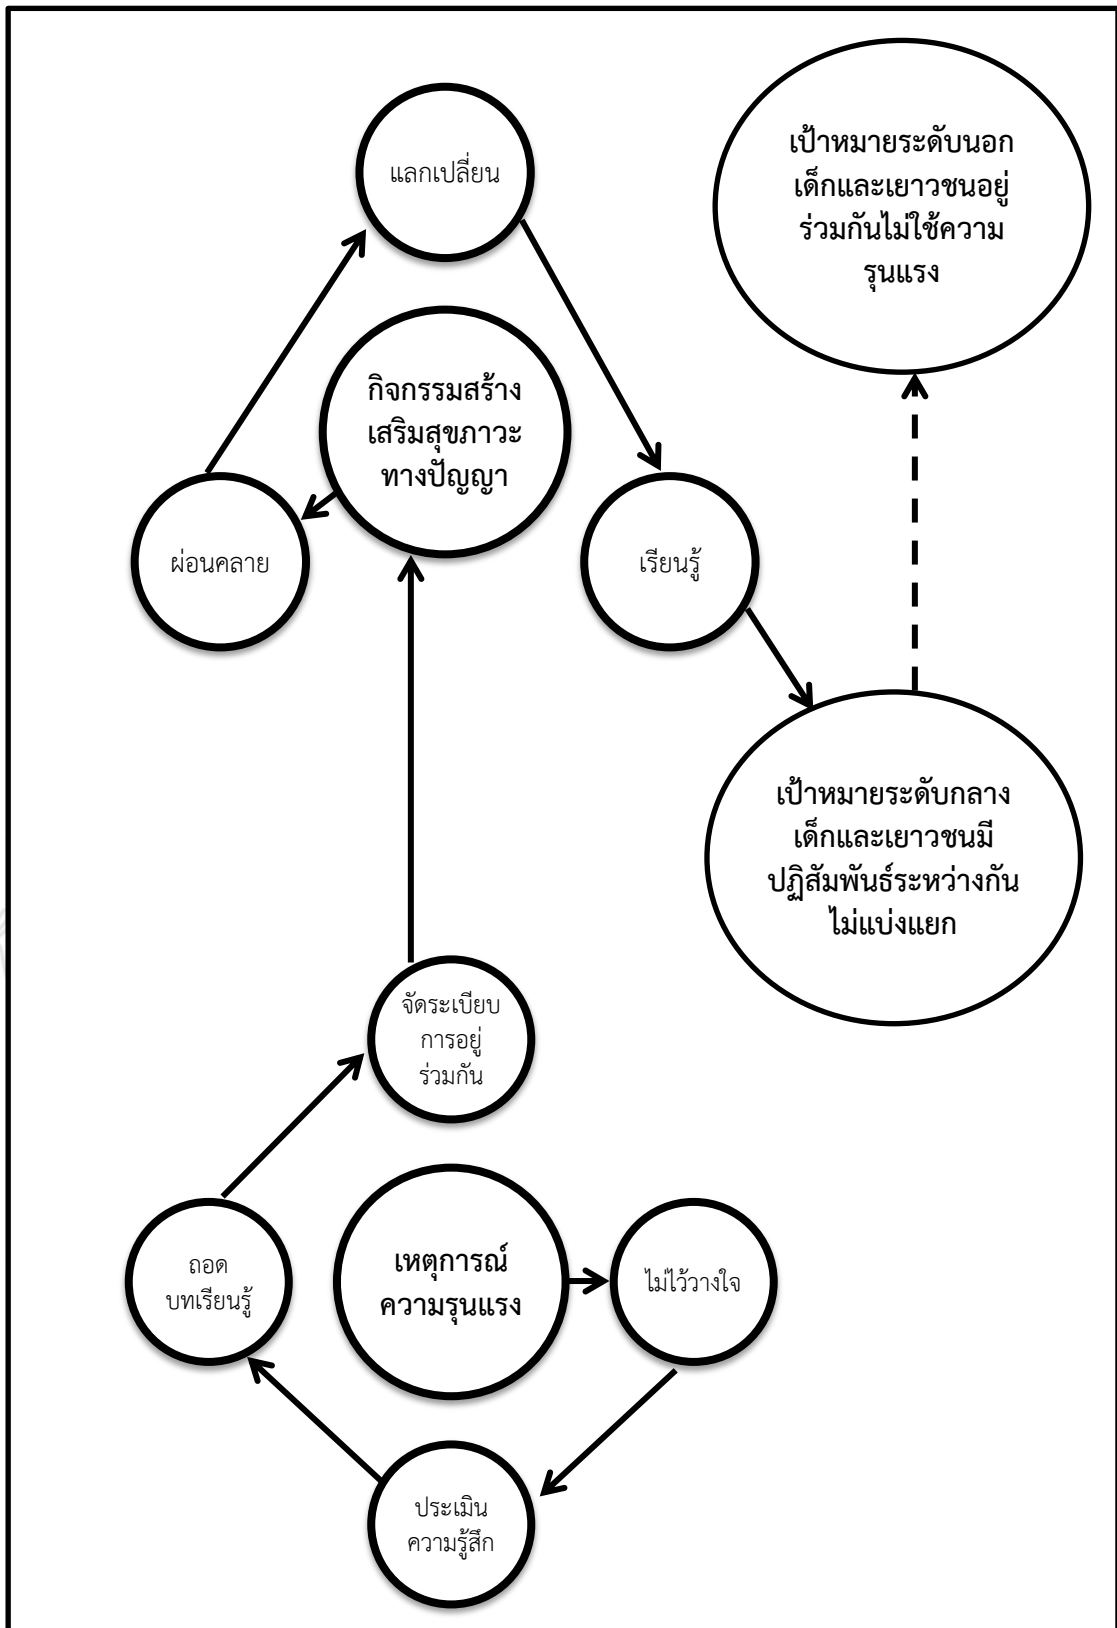 แลกเปลี่ยน
เป้าหมายระดับนอก
เด็กและเยาวชนอยู่
ร่วมกันไม่ใช้ความ
รุนแรง
กิจกรรมสร้าง
เสริมสุขภาวะ
ทางปัญญา
ผ่อนคลาย
เรียนรู้
เป้าหมายระดับกลาง
เด็กและเยาวชนมี
ปฏิสัมพันธ์ระหว่างกัน
ไม่แบ่งแยก
จัดระเบียบ
การอยู่
ร่วมกัน
ถอด
บทเรียนรู้
เหตุการณ์
ความรุนแรง
ไม่ไว้วางใจ
ประเมิน
ความรู้สึก